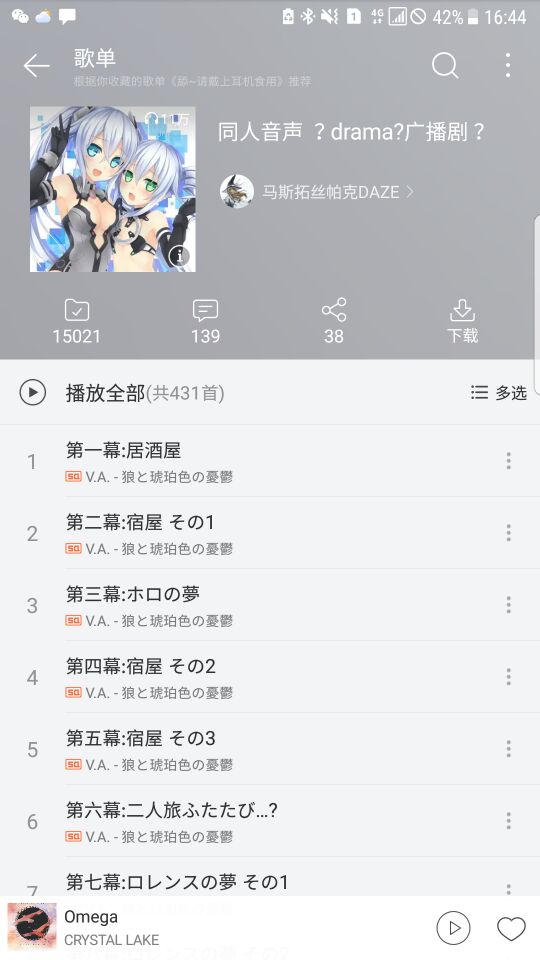 4G
1
42%
16:44
歌单
根据你收藏的歌单《舔~请戴上耳机食用》推荐
11万
同人音声 ？drama?广播剧？
马斯拓丝帕克DAZE
15021
139
38
下载
播放全部(共431首)
多选
1
第一幕:居酒屋
SQ V.A. - 狼と琥珀色の憂鬱
2
第二幕:宿屋 その1
SQ V.A. - 狼と琥珀色の憂鬱
3
第三幕:ホロの夢
SQ V.A. - 狼と琥珀色の憂鬱
4
第四幕:宿屋 その2
SQ V.A. - 狼と琥珀色の憂鬱
5
第五幕:宿屋 その3
SQ V.A. - 狼と琥珀色の憂鬱
6
第六幕:二人旅ふたたび…?
SQ V.A. - 狼と琥珀色の憂鬱
7
第七幕:ロレンスの夢 その1
Omega
CRYSTAL LAKE